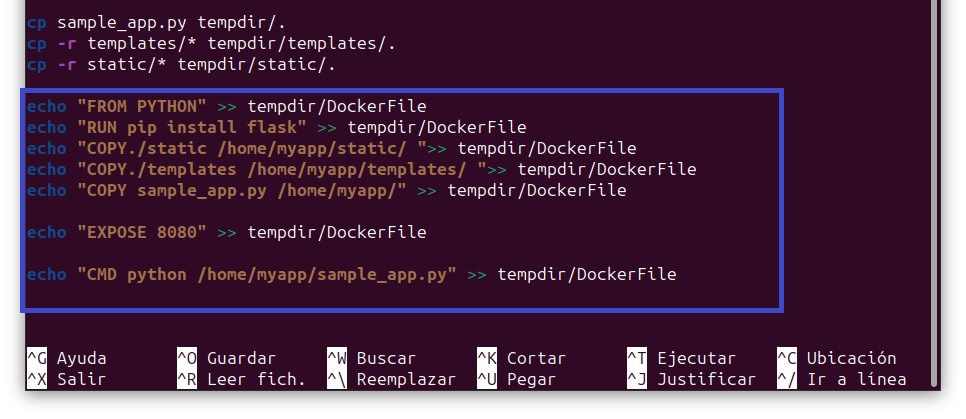 cp sample_app.py tempdir/.
cp -r templates/* tempdir/templates/.
cp -r static/* tempdir/static/.
echo "FROM PYTHON" >> tempdir/DockerFile
echo "RUN pip install flask" >> tempdir/DockerFile
echo "COPY./static /home/myapp/static/ ">> tempdir/DockerFile
echo "COPY./templates /home/myapp/templates/ ">> tempdir/DockerFile
echo "COPY sample_app.py /home/myapp/" >> tempdir/DockerFile
echo "EXPOSE 8080" >> tempdir/DockerFile
echo "CMD python /home/myapp/sample_app.py" >> tempdir/DockerFile
^G Ayuda ^O Guardar ^W Buscar ^K Cortar ^T Ejecutar ^C Ubicación
^X Salir ^R Leer fich. ^\ Reemplazar ^U Pegar ^J Justificar ^/ Ir a línea